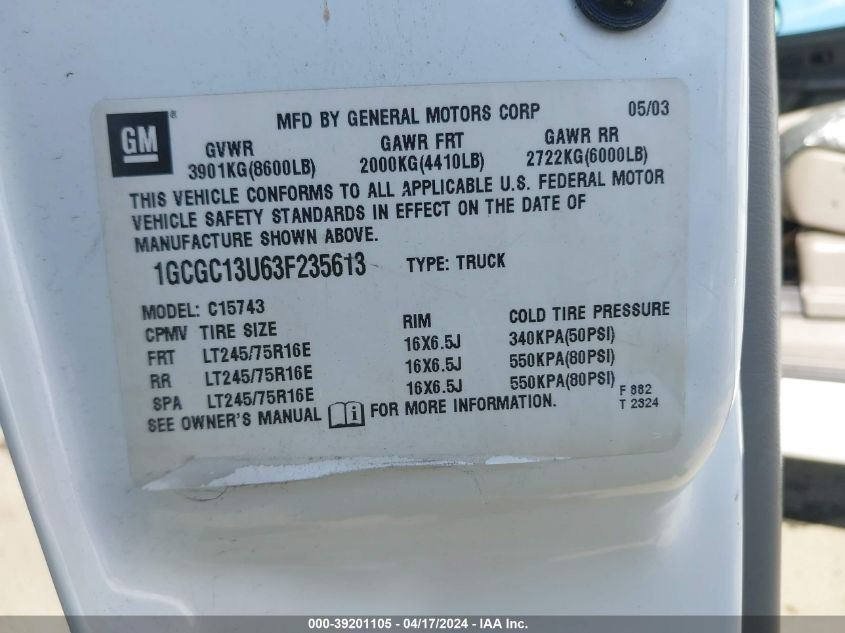 MFD BY GENERAL MOTORS CORP 05/03
GM®
GVWR GAWR FRT GAWR RR
3901KG(8600LB) 2000KG(4410LB) 2722KG(6000LB)
THIS VEHICLE CONFORMS TO ALL APPLICABLE U.S. FEDERAL MOTOR
VEHICLE SAFETY STANDARDS IN EFFECT ON THE DATE OF
MANUFACTURE SHOWN ABOVE.
1GCGC13U63F235613 TYPE: TRUCK
MODEL: C15743
CPMV TIRE SIZE RIM COLD TIRE PRESSURE
FRT LT245/75R16E 16X6.5J 340KPA(50PSI)
RR LT245/75R16E 16X6.5J 550KPA(80PSI)
SPA LT245/75R16E 16X6.5J 550KPA(80PSI)
SEE OWNER'S MANUAL i FOR MORE INFORMATION.
F 882
T 2324
000-39201105 - 04/17/2024 - IAA Inc.